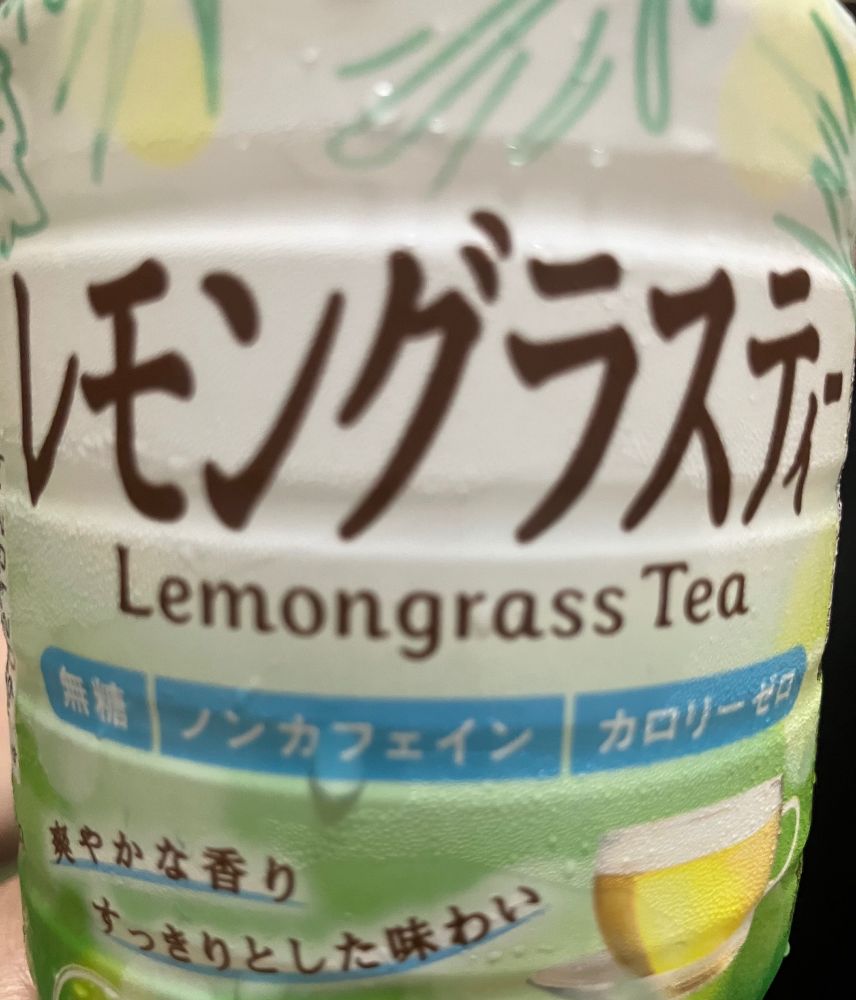 レモングラスティー
Lemongrass Tea
無糖 ノンカフェイン カロリーゼロ
爽やかな香り
すっきりとした味わい